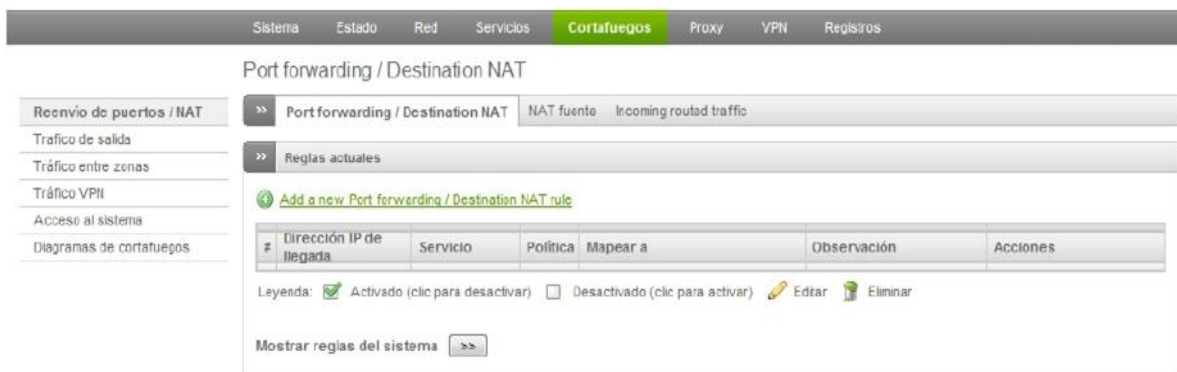 Sistema Estado Red Servicios Cortafuegos Proxy VPN Registros
Port forwarding / Destination NAT
Reenvío de puertos / NAT
Trafico de salida
Tráfico entre zonas
Tráfico VPN
Acceso al sistema
Diagramas de cortafuegos
>> Port forwarding / Destination NAT NAT fuente Incoming routed traffic
>> Reglas actuales
Add a new Port forwarding / Destination NAT rule
# Dirección IP de llegada Servicio Política Mapear a Observación Acciones
Leyenda: Activado (clic para desactivar) Desactivado (clic para activar) Editar Eliminar
Mostrar reglas del sistema >>